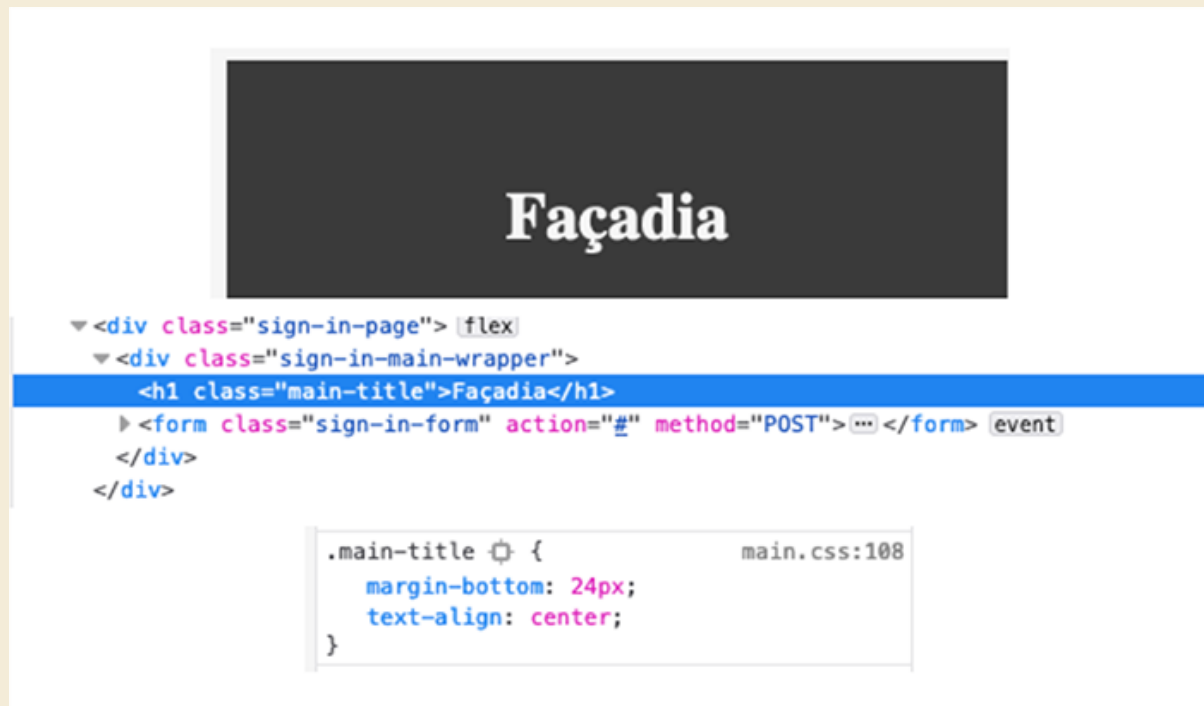 Façadia
<div class="sign-in-page"> flex
<div class="sign-in-main-wrapper">
<h1 class="main-title">Façadia</h1>
<form class="sign-in-form" action="#" method="POST">⋯</form> event
</div>
</div>
.main-title { main.css:108
margin-bottom: 24px;
text-align: center;
}